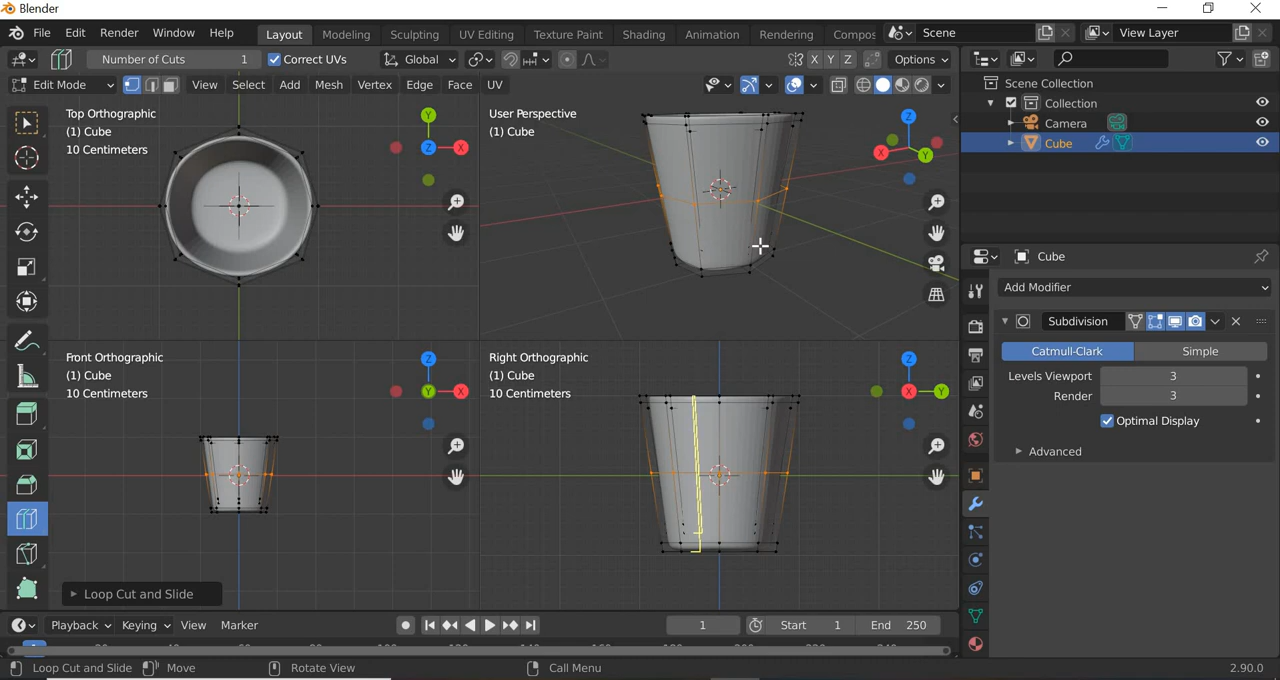 Blender
File Edit Render Window Help Layout Modeling Sculpting UV Editing Texture Paint Shading Animation Rendering Compos Scene View Layer
Number of Cuts 1 Correct UVs Global X Y Z Options
Edit Mode View Select Add Mesh Vertex Edge Face UV
Scene Collection
Collection
Camera
Cube
Top Orthographic
(1) Cube
10 Centimeters
Y
Z
X
User Perspective
(1) Cube
Z
X
Y
Front Orthographic
(1) Cube
10 Centimeters
Z
Y
X
Right Orthographic
(1) Cube
10 Centimeters
Z
X
Y
Cube
Add Modifier
Subdivision
Catmull-Clark Simple
Levels Viewport 3
Render 3
Optimal Display
Advanced
Loop Cut and Slide
Playback Keying View Marker 1 Start 1 End 250
Loop Cut and Slide Move Rotate View Call Menu 2.90.0